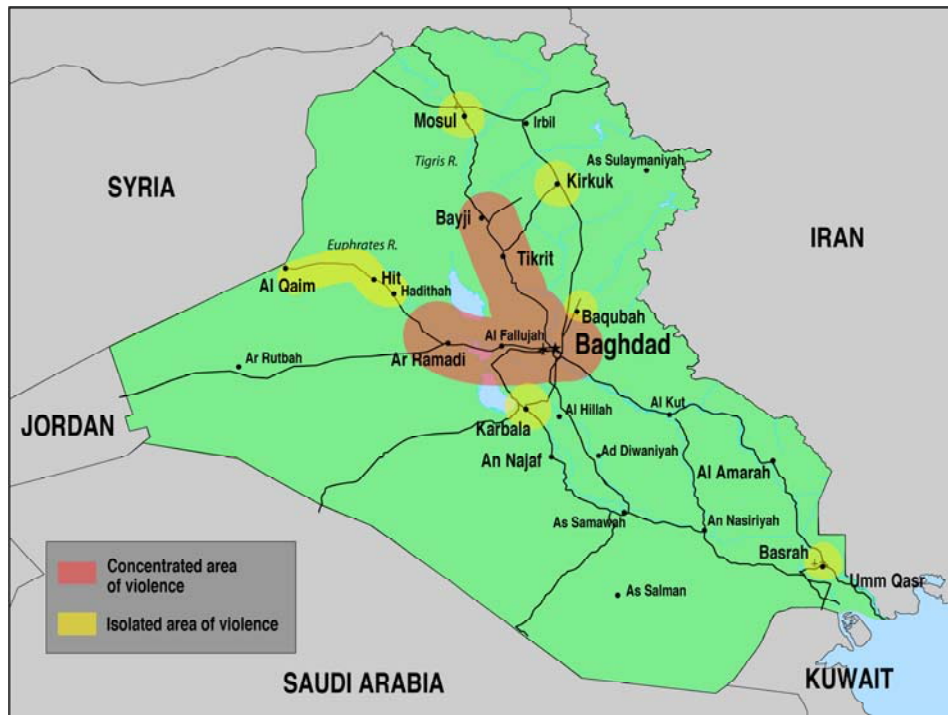 Mosul
Irbil
Tigris R.
As Sulaymaniyah
SYRIA
Kirkuk
Bayji
IRAN
Euphrates R.
Tikrit
Al Qaim
Hit
Hadithah
Baqubah
Al Fallujah
Baghdad
Ar Hamadi
Ar Rutbah
Al Kut
JORDAN
Karbala
Al Hillah
Ad Diwaniyah
An Najaf
Al Amarah
As Samawah
An Nasiriyah
Basrah
Umm Qasr
As Salman
Concentrated area
of violence
Isolated area of violence
KUWAIT
SAUDI ARABIA